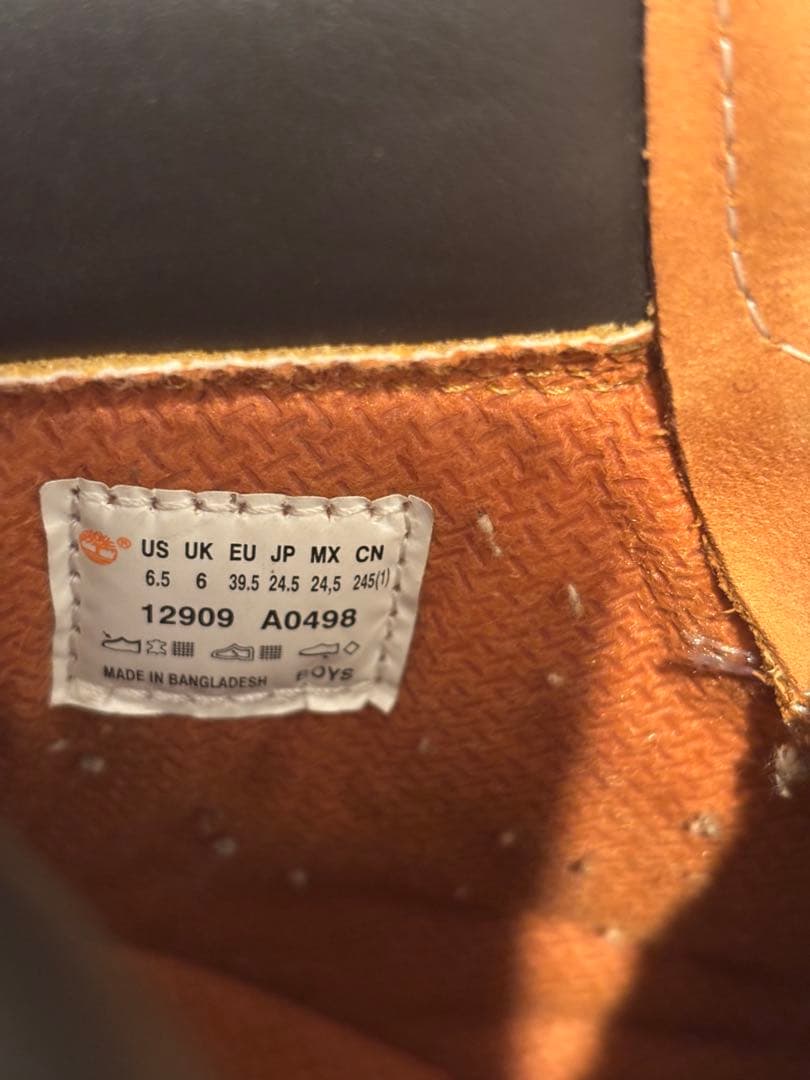 ® US UK EU JP MX CN
6.5 6 39.5 24.5 24,5 245(1)
12909 A0498
MADE IN BANGLADESH BOYS